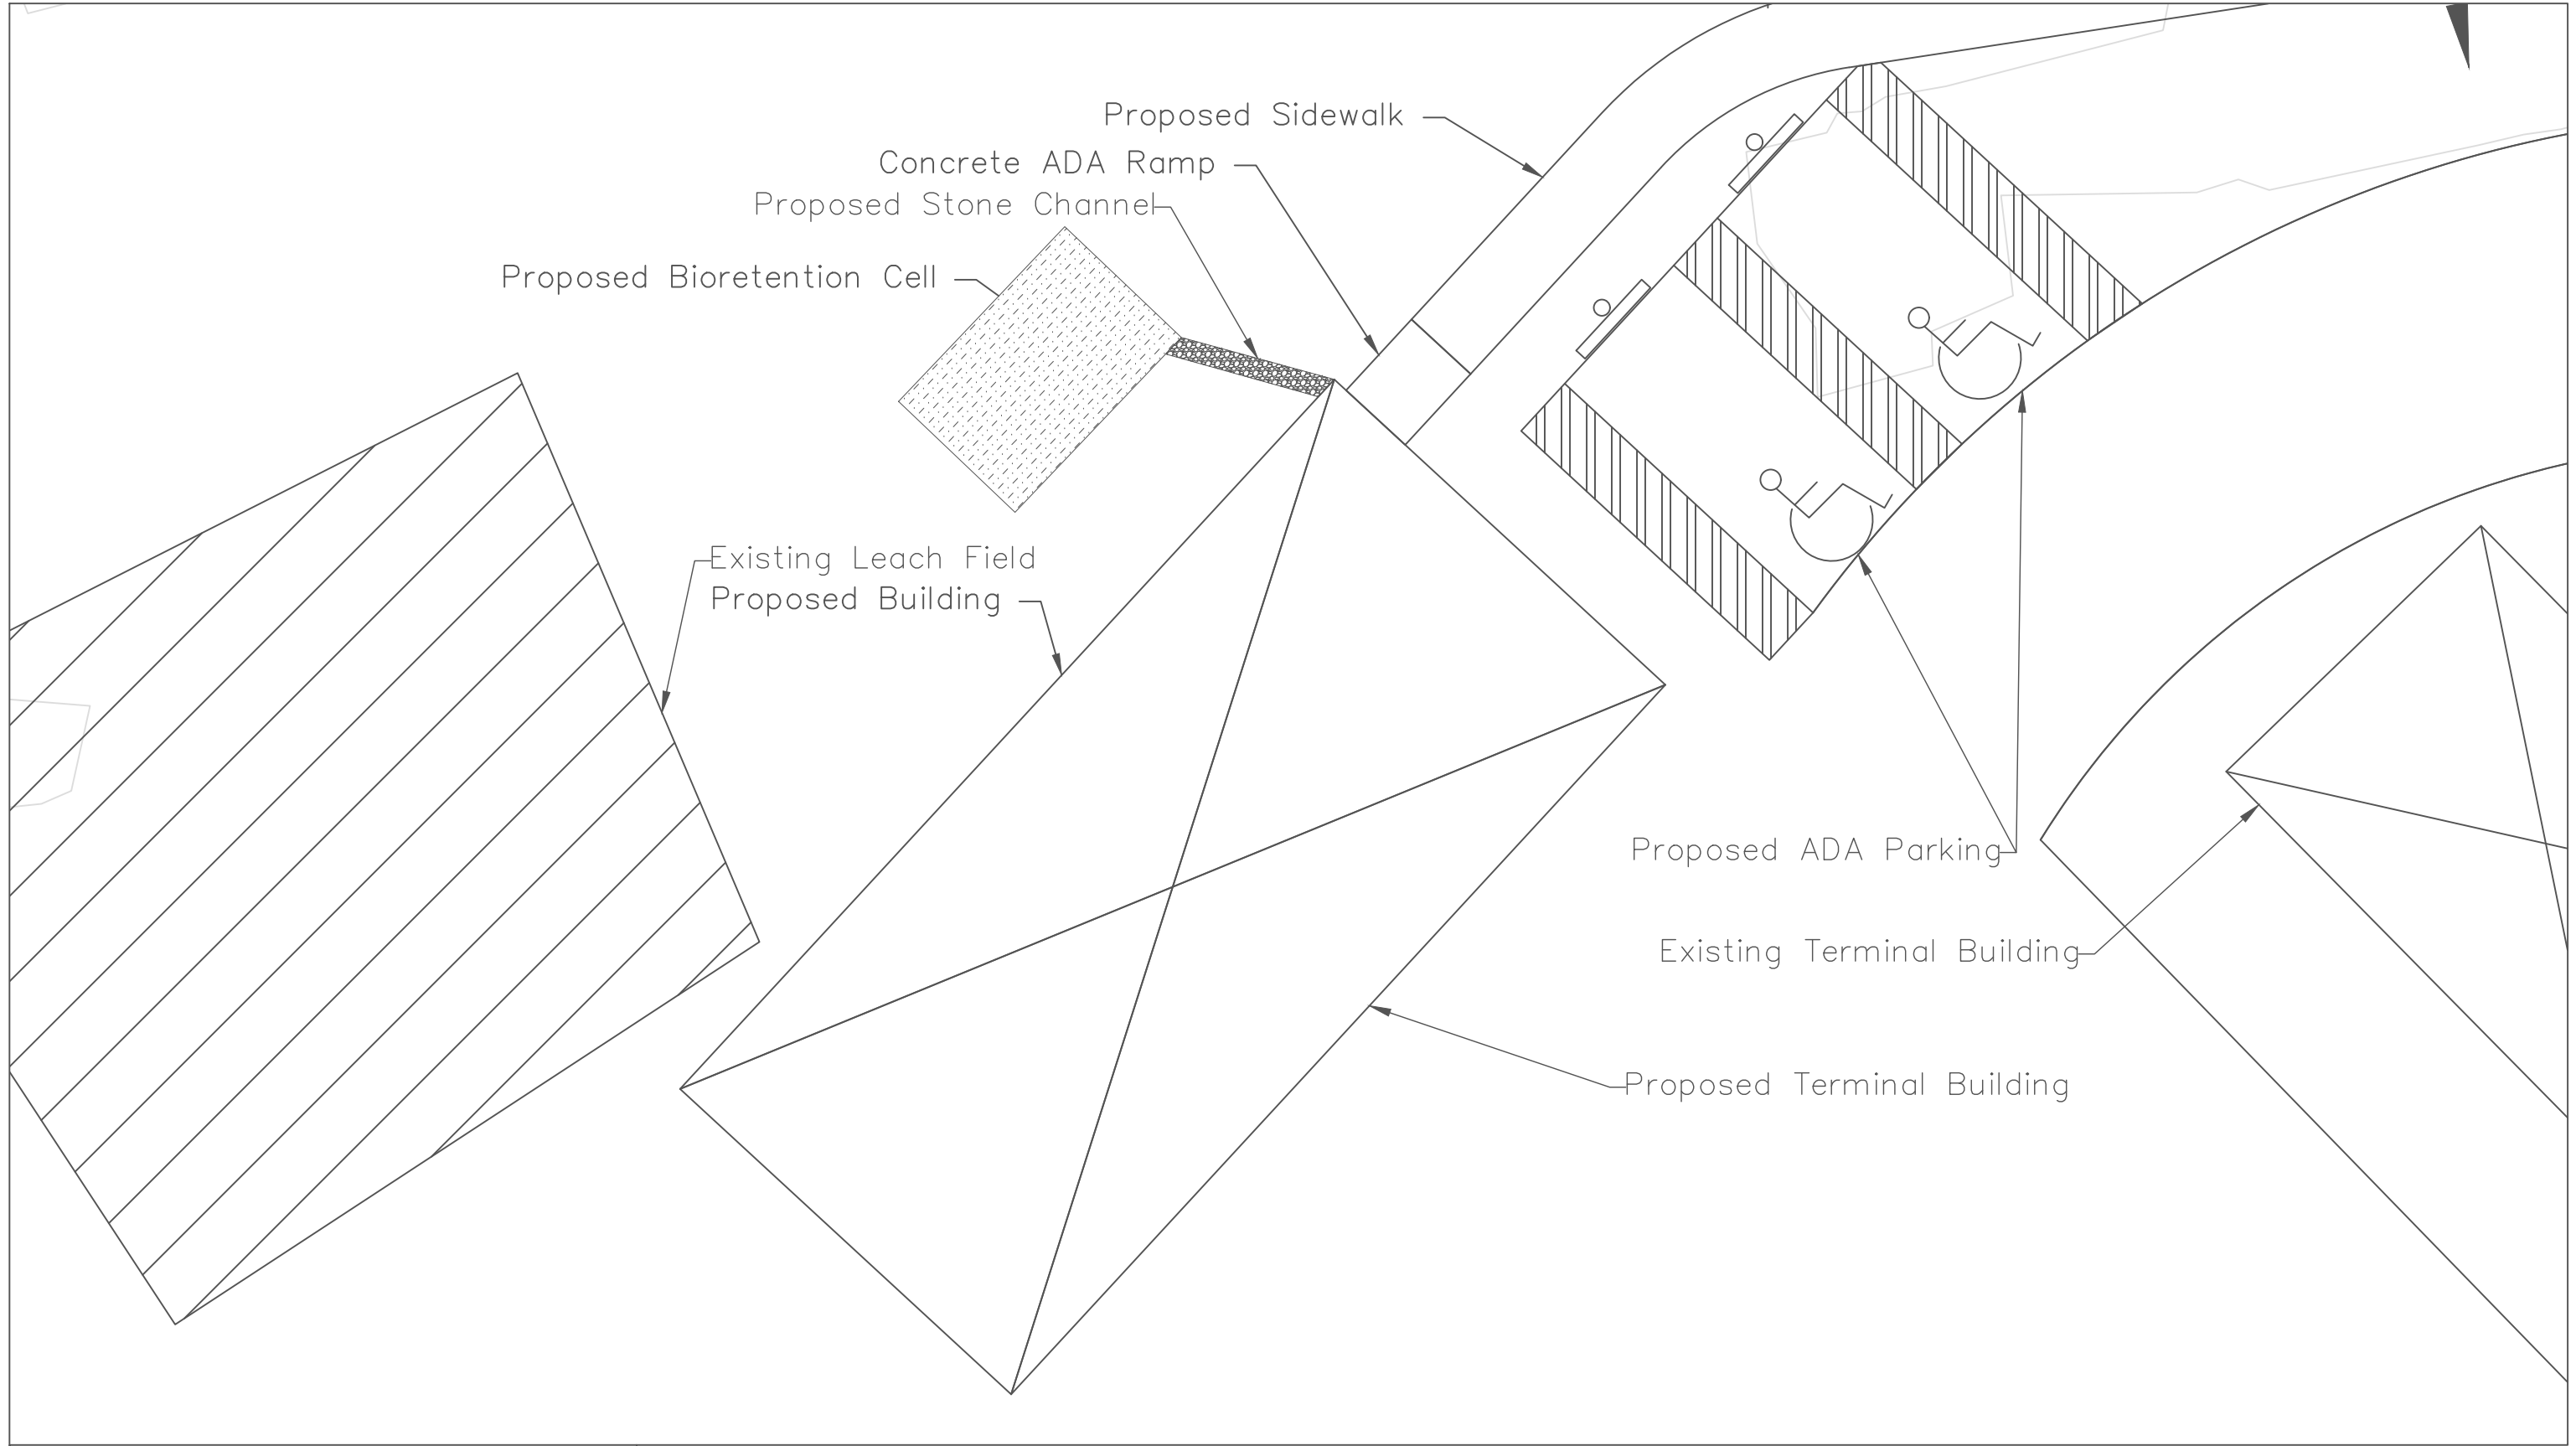 Proposed Sidewalk
Concrete ADA Ramp
Proposed Stone Channel
Proposed Bioretention Cell
Existing Leach Field
Proposed Building
Proposed ADA Parking
Existing Terminal Building
Proposed Terminal Building